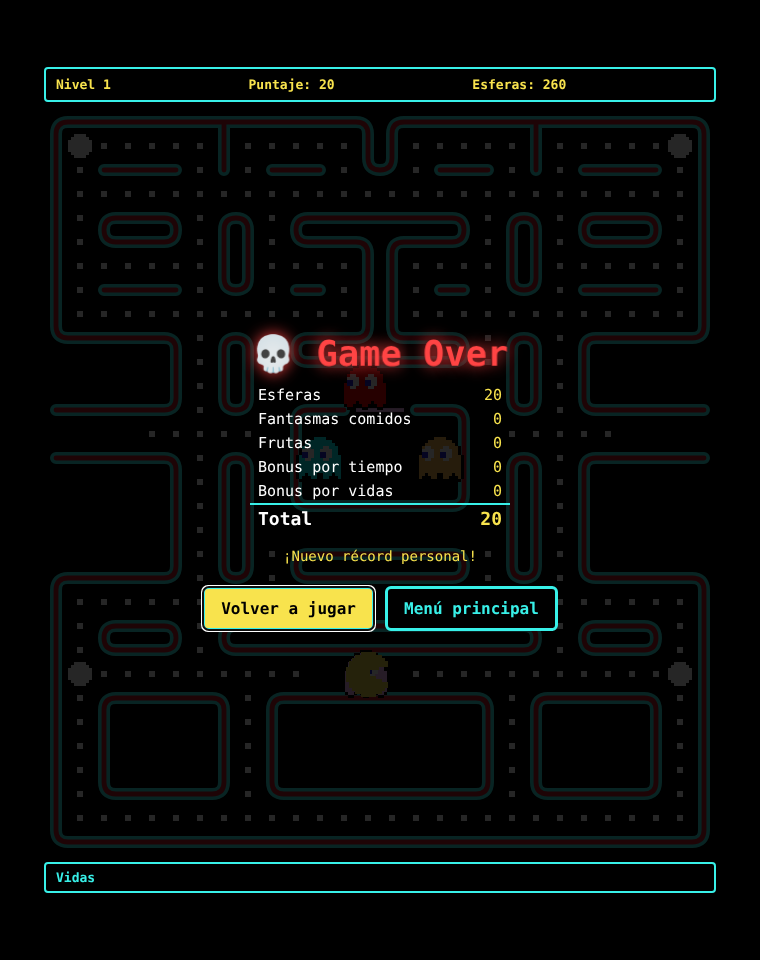 Nivel 1 Puntaje: 20 Esferas: 260
Game Over
Esferas 20
Fantasmas comidos 0
Frutas 0
Bonus por tiempo 0
Bonus por vidas 0
Total 20
¡Nuevo récord personal!
Volver a jugar Menú principal
Vidas